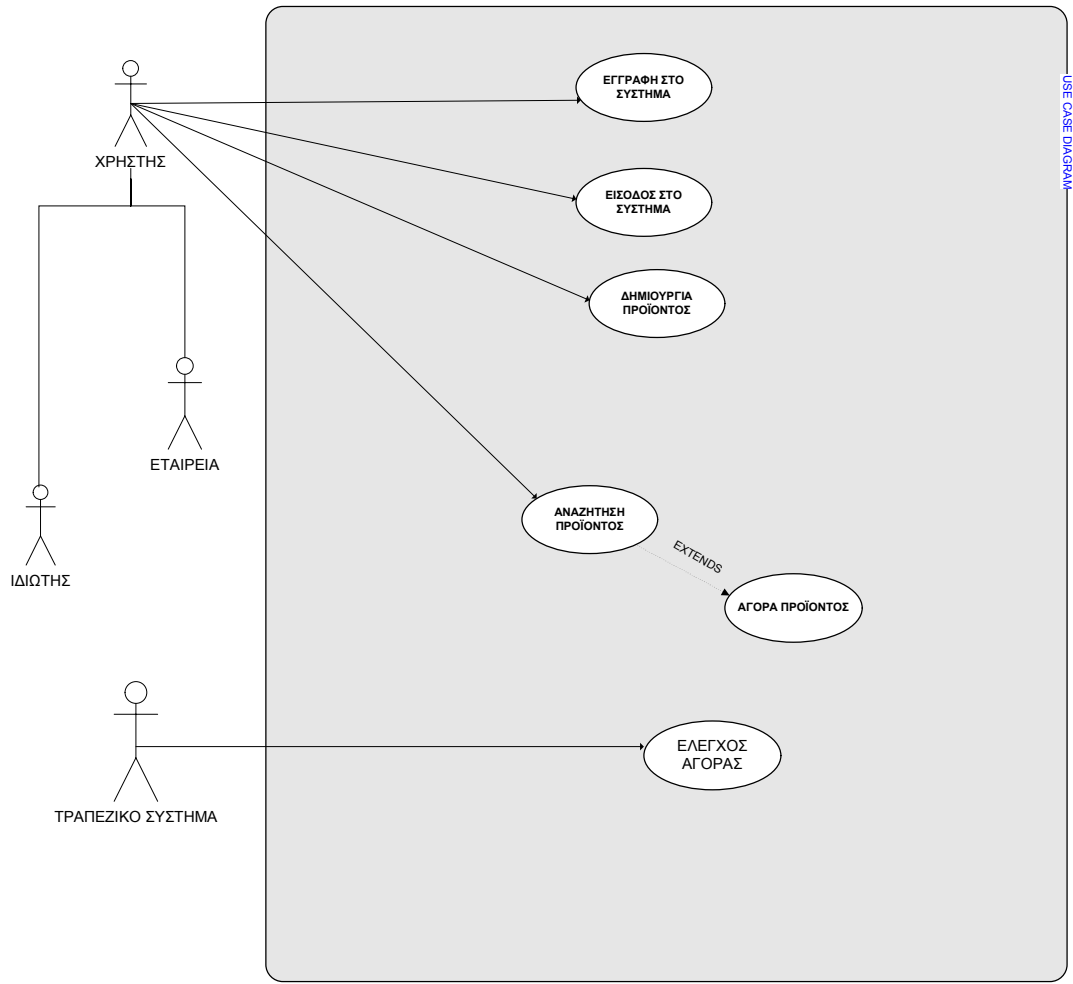 ΕΓΓΡΑΦΗ ΣΤΟ
ΣΥΣΤΗΜΑ
USE CASE DIAGRAM
ΧΡΗΣΤΗΣ
ΕΙΣΟΔΟΣ ΣΤΟ
ΣΥΣΤΗΜΑ
ΔΗΜΙΟΥΡΓΙΑ
ΠΡΟΪΟΝΤΟΣ
ΕΤΑΙΡΕΙΑ
ΑΝΑΖΗΤΗΣΗ
ΠΡΟΪΟΝΤΟΣ
EXTENDS
ΙΔΙΩΤΗΣ
ΑΓΟΡΑ ΠΡΟΪΟΝΤΟΣ
ΕΛΕΓΧΟΣ
ΑΓΟΡΑΣ
ΤΡΑΠΕΖΙΚΟ ΣΥΣΤΗΜΑ